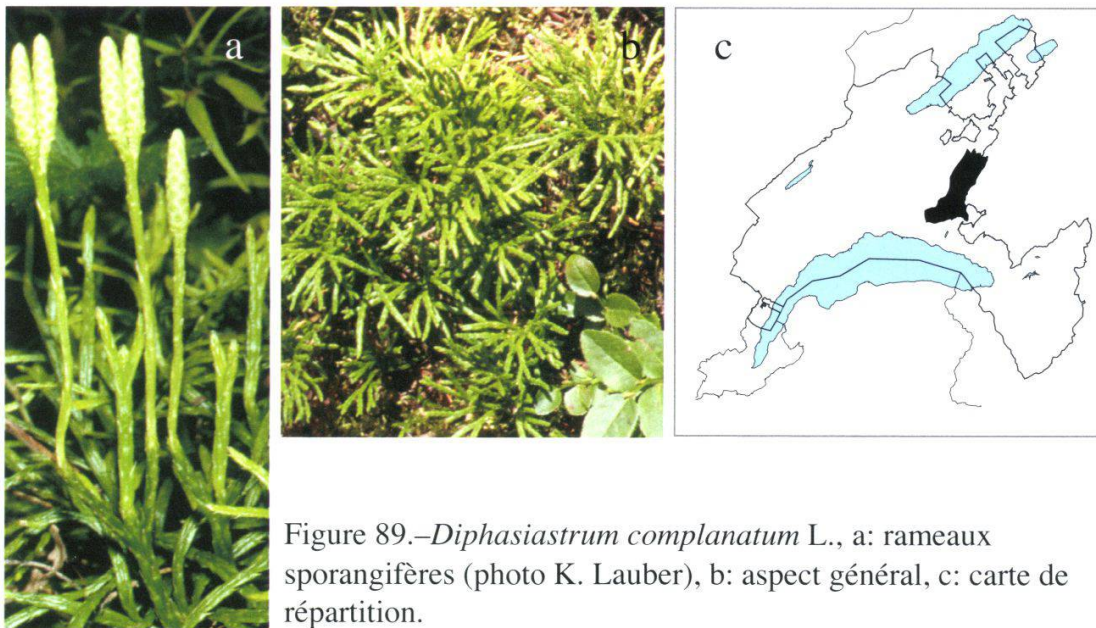 a
b
c
Figure 89.–Diphasiastrum complanatum L., a: rameaux
sporangifères (photo K. Lauber), b: aspect général, c: carte de
répartition.